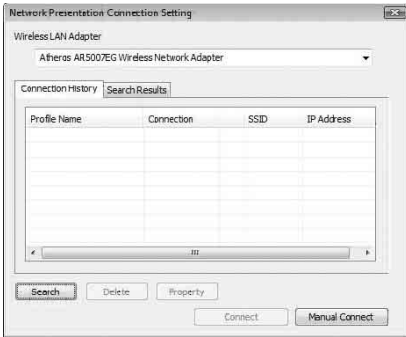 Network Presentation Connection Setting
Wireless LAN Adapter
Atheros AR5007EG Wireless Network Adapter
Connection History Search Results
Profile Name Connection SSID IP Address
Search Delete Property
Connect Manual Connect